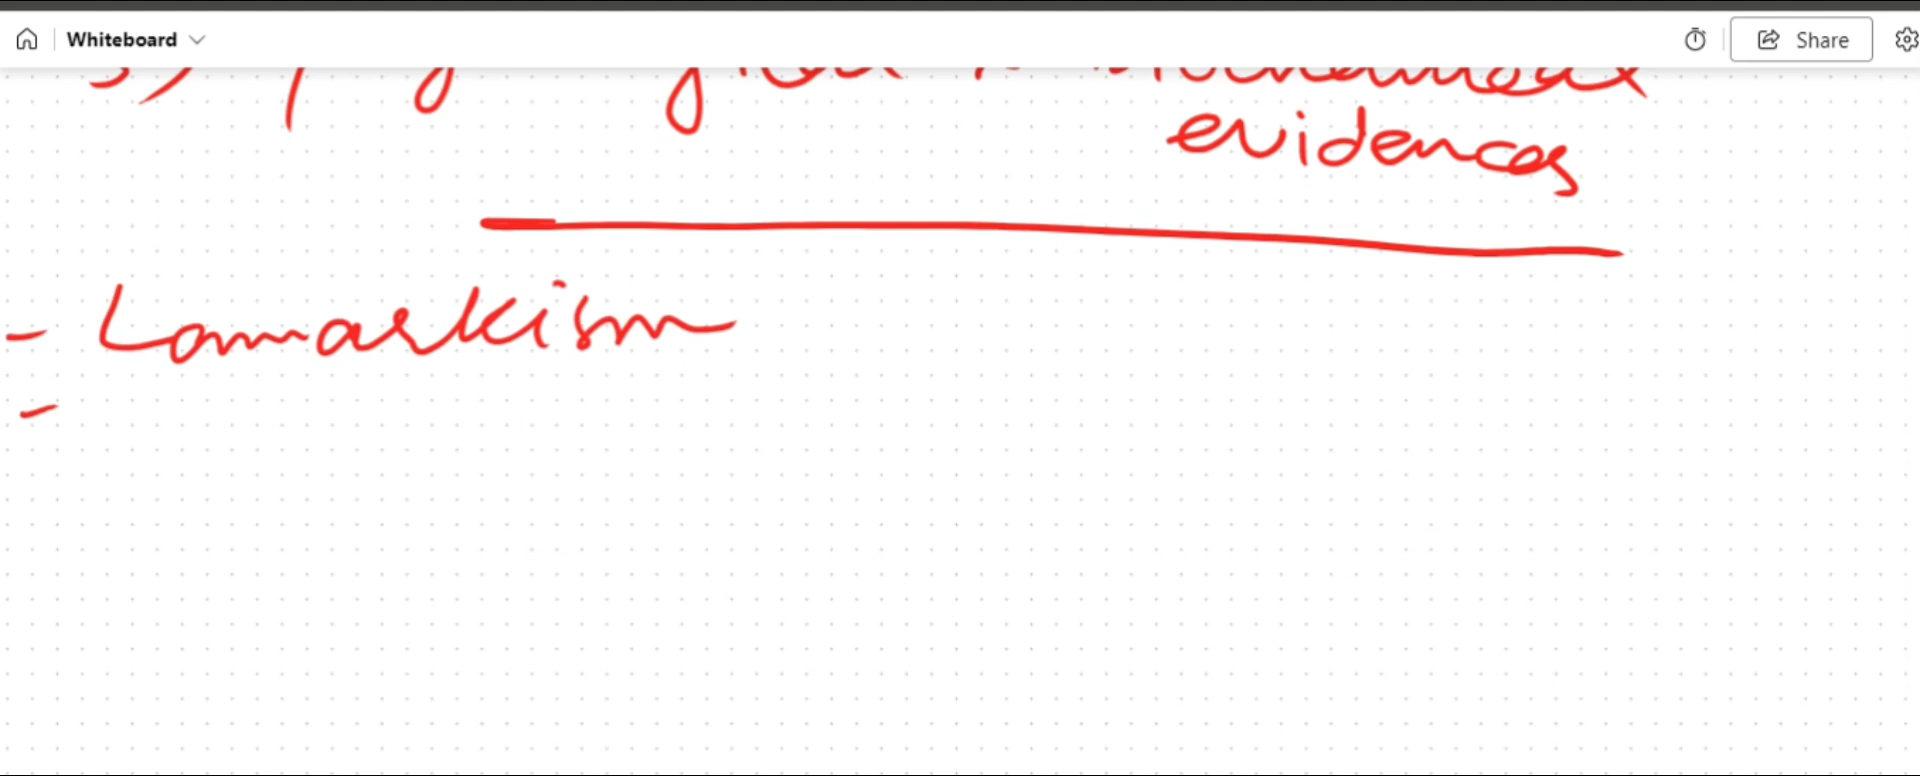 Whiteboard
Share
evidences
- Lamarkism
-